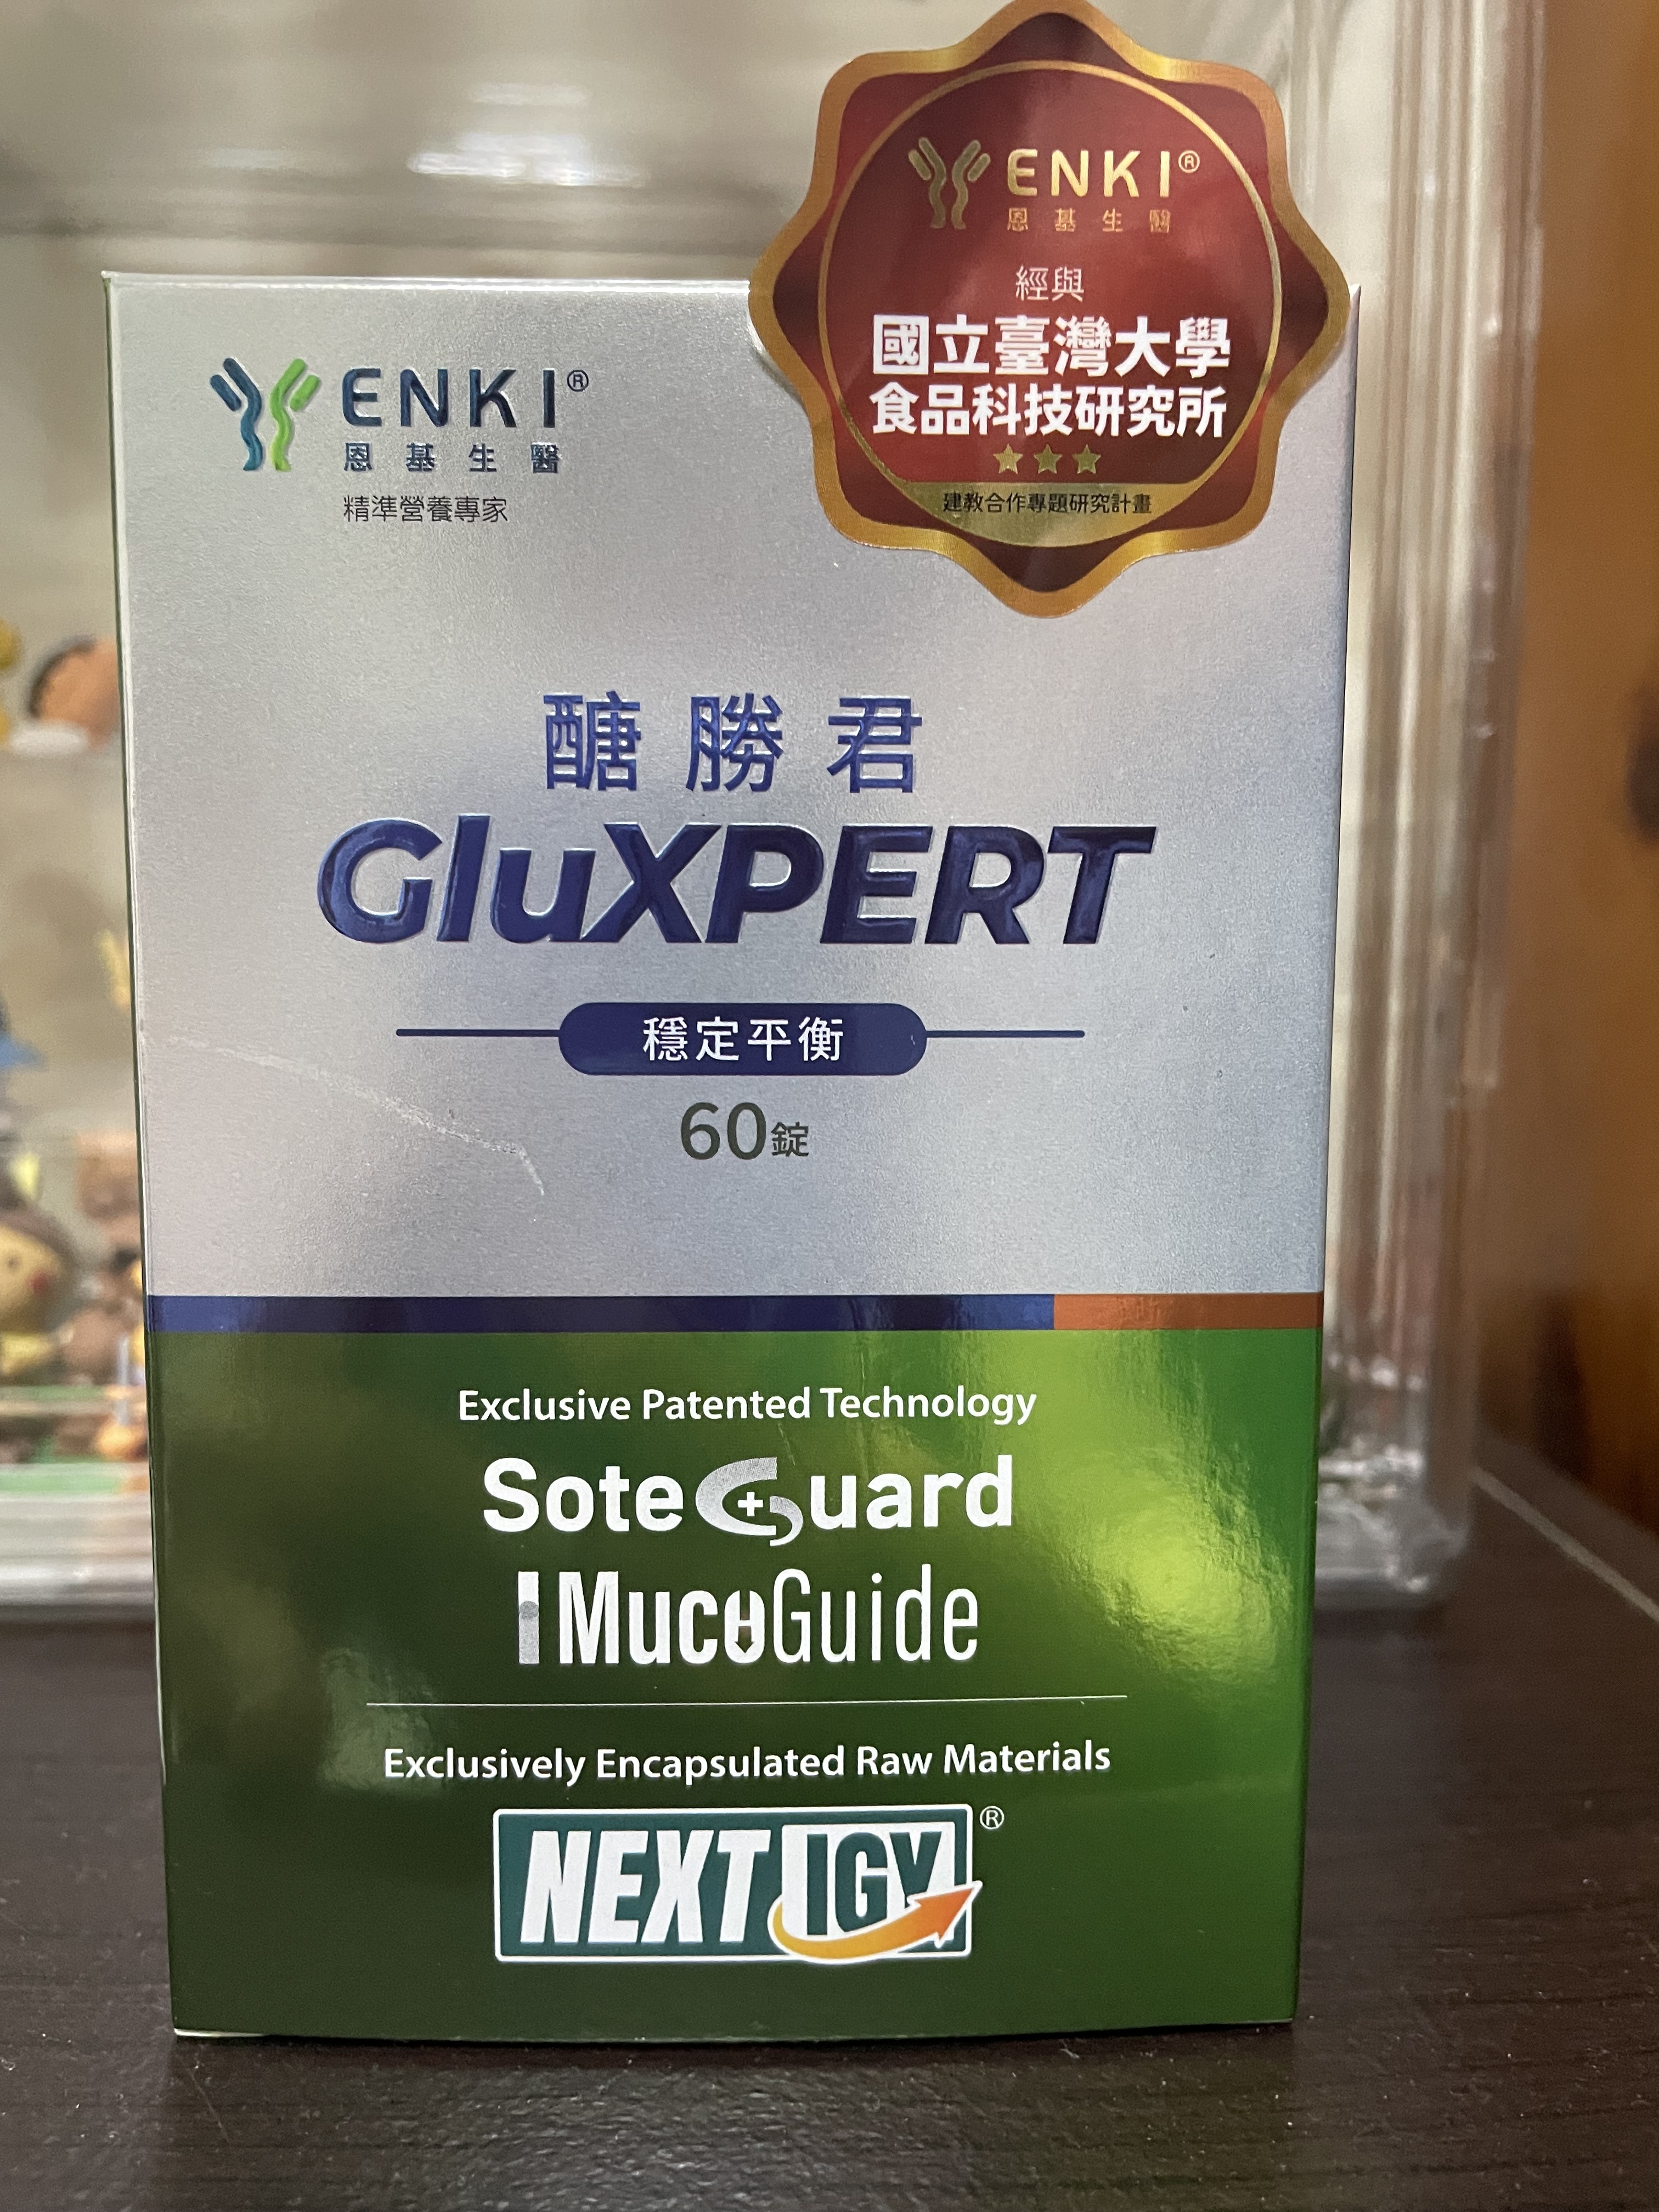 ENKI®
恩基生醫
經與
國立臺灣大學
食品科技研究所
建教合作專題研究計畫
ENKI®
恩基生醫
精準營養專家
醣勝君
GluXPERT
穩定平衡
60錠
Exclusive Patented Technology
SoteGuard
MucoGuide
Exclusively Encapsulated Raw Materials
NEXT IGY®